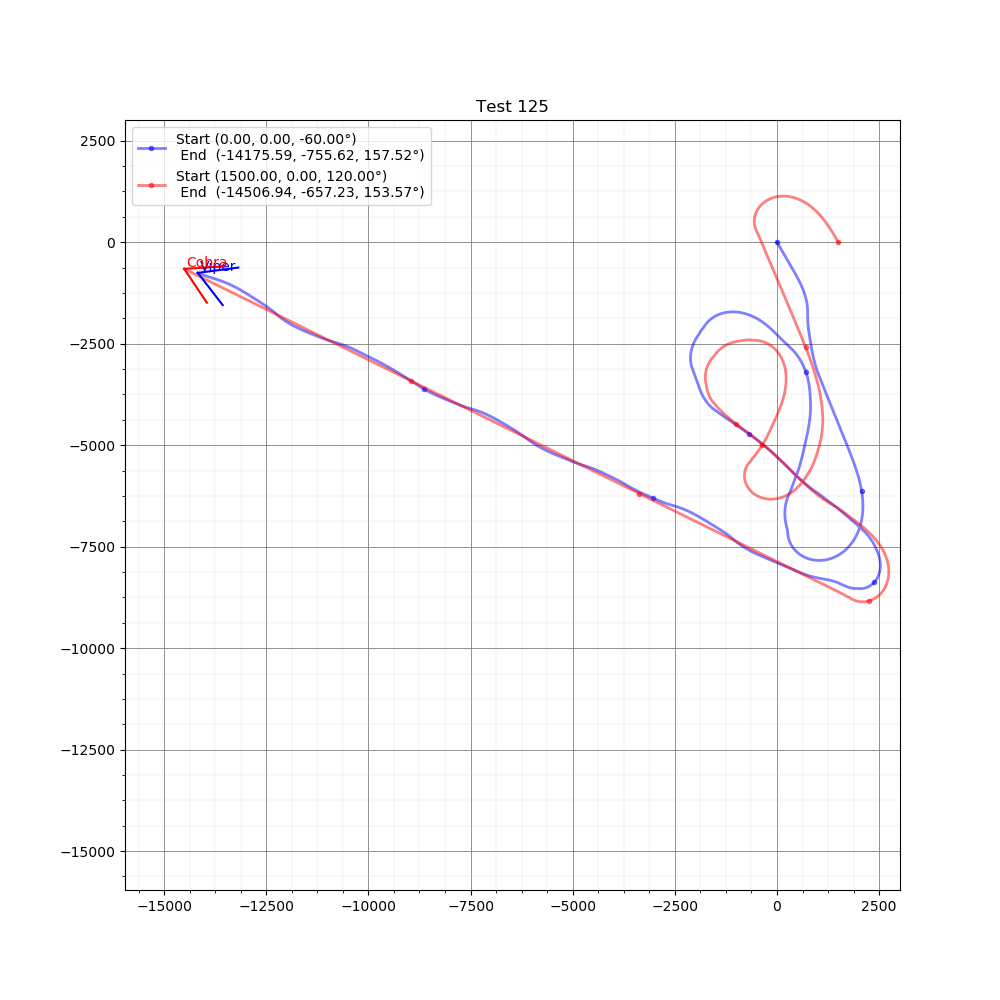 Test 125
Start (0.00, 0.00, -60.00°)
End (-14175.59, -755.62, 157.52°)
Start (1500.00, 0.00, 120.00°)
End (-14506.94, -657.23, 153.57°)
Cobra
Viper
2500
0
−2500
−5000
−7500
−10000
−12500
−15000
−15000 −12500 −10000 −7500 −5000 −2500 0 2500